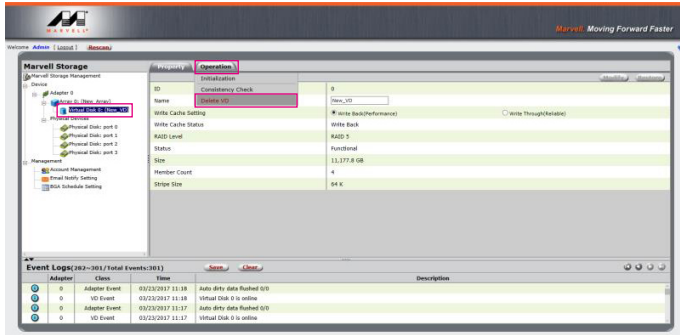 MARVELL
Marvell. Moving Forward Faster
Welcome Admin [ Logout ] Rescan
Marvell Storage
Marvell Storage Management
Device
Adapter 0
Array 0: [New_Array]
Virtual Disk 0: [New_VD]
Physical Devices
Physical Disk: port 0
Physical Disk: port 1
Physical Disk: port 2
Physical Disk: port 3
Management
Account Management
Email Notify Setting
BGA Schedule Setting
Property Operation
Initialization
Consistency Check
Delete VD
ID 0
Name New_VD
Write Cache Setting Write Back(Performance) Write Through(Reliable)
Write Cache Status Write Back
RAID Level RAID 5
Status Functional
Size 11,177.8 GB
Member Count 4
Stripe Size 64 K
Event Logs(282~301/Total Events:301) Save Clear
Adapter Class Time Description
0 Adapter Event 03/23/2017 11:18 Auto dirty data flushed 0/0
0 VD Event 03/23/2017 11:18 Virtual Disk 0 is online
0 Adapter Event 03/23/2017 11:17 Auto dirty data flushed 0/0
0 VD Event 03/23/2017 11:17 Virtual Disk 0 is online